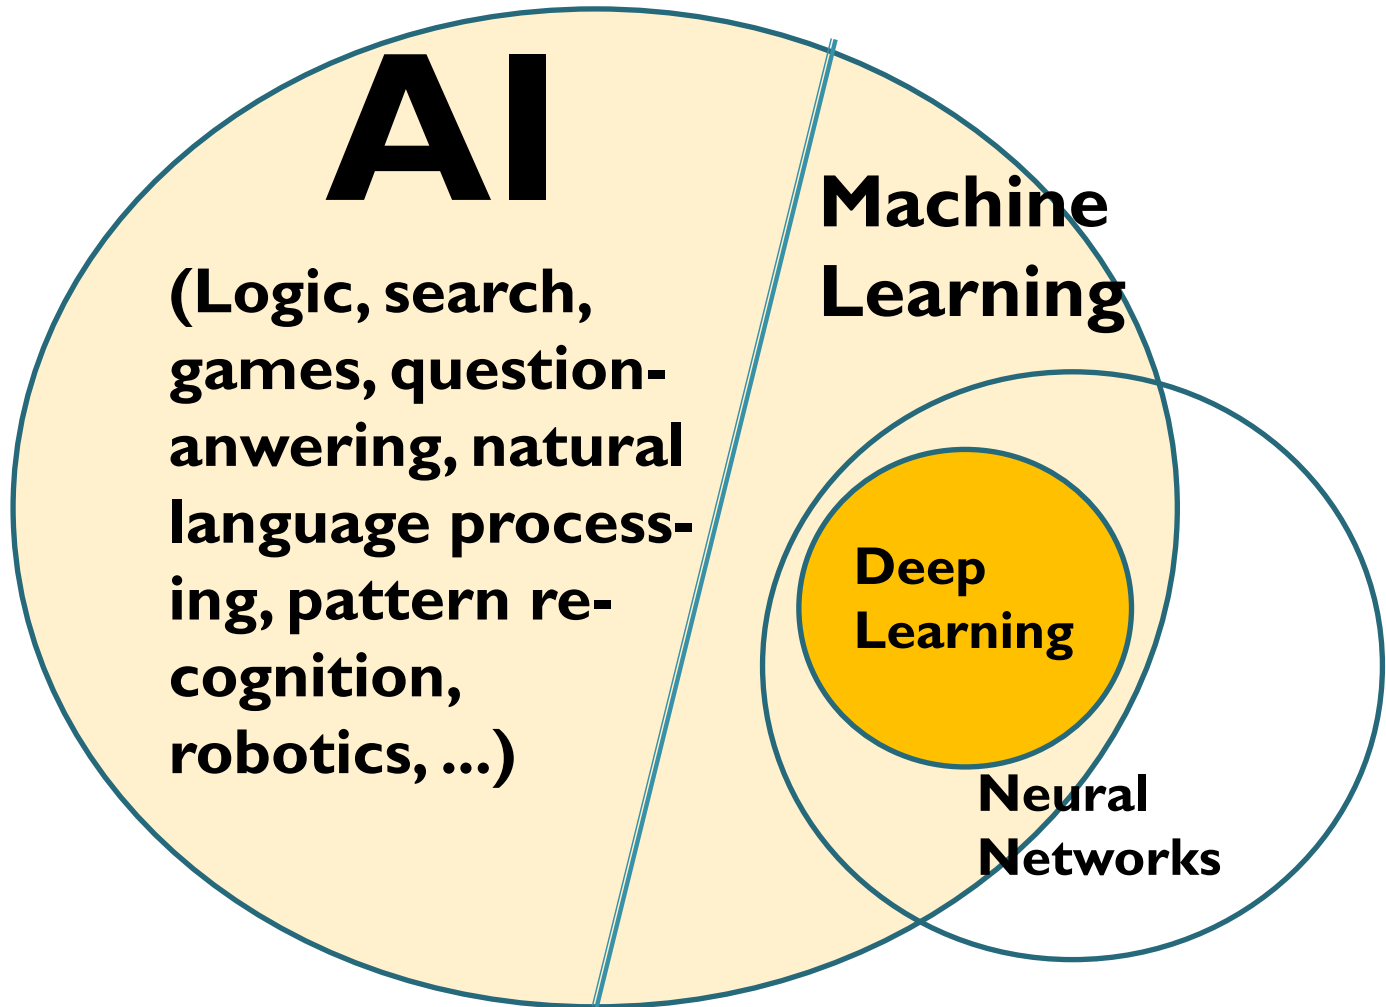 AI
(Logic, search,
games, question-
anwering, natural
language process-
ing, pattern re-
cognition,
robotics, ...)
Machine
Learning
Deep
Learning
Neural
Networks